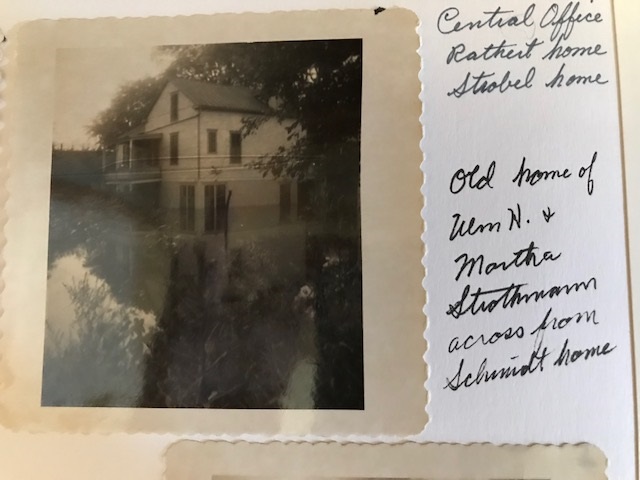 Central Office
Rathert home
Strobel home
Old home of
Wm H. &
Martha
Strothmann
across from
Schmidt home